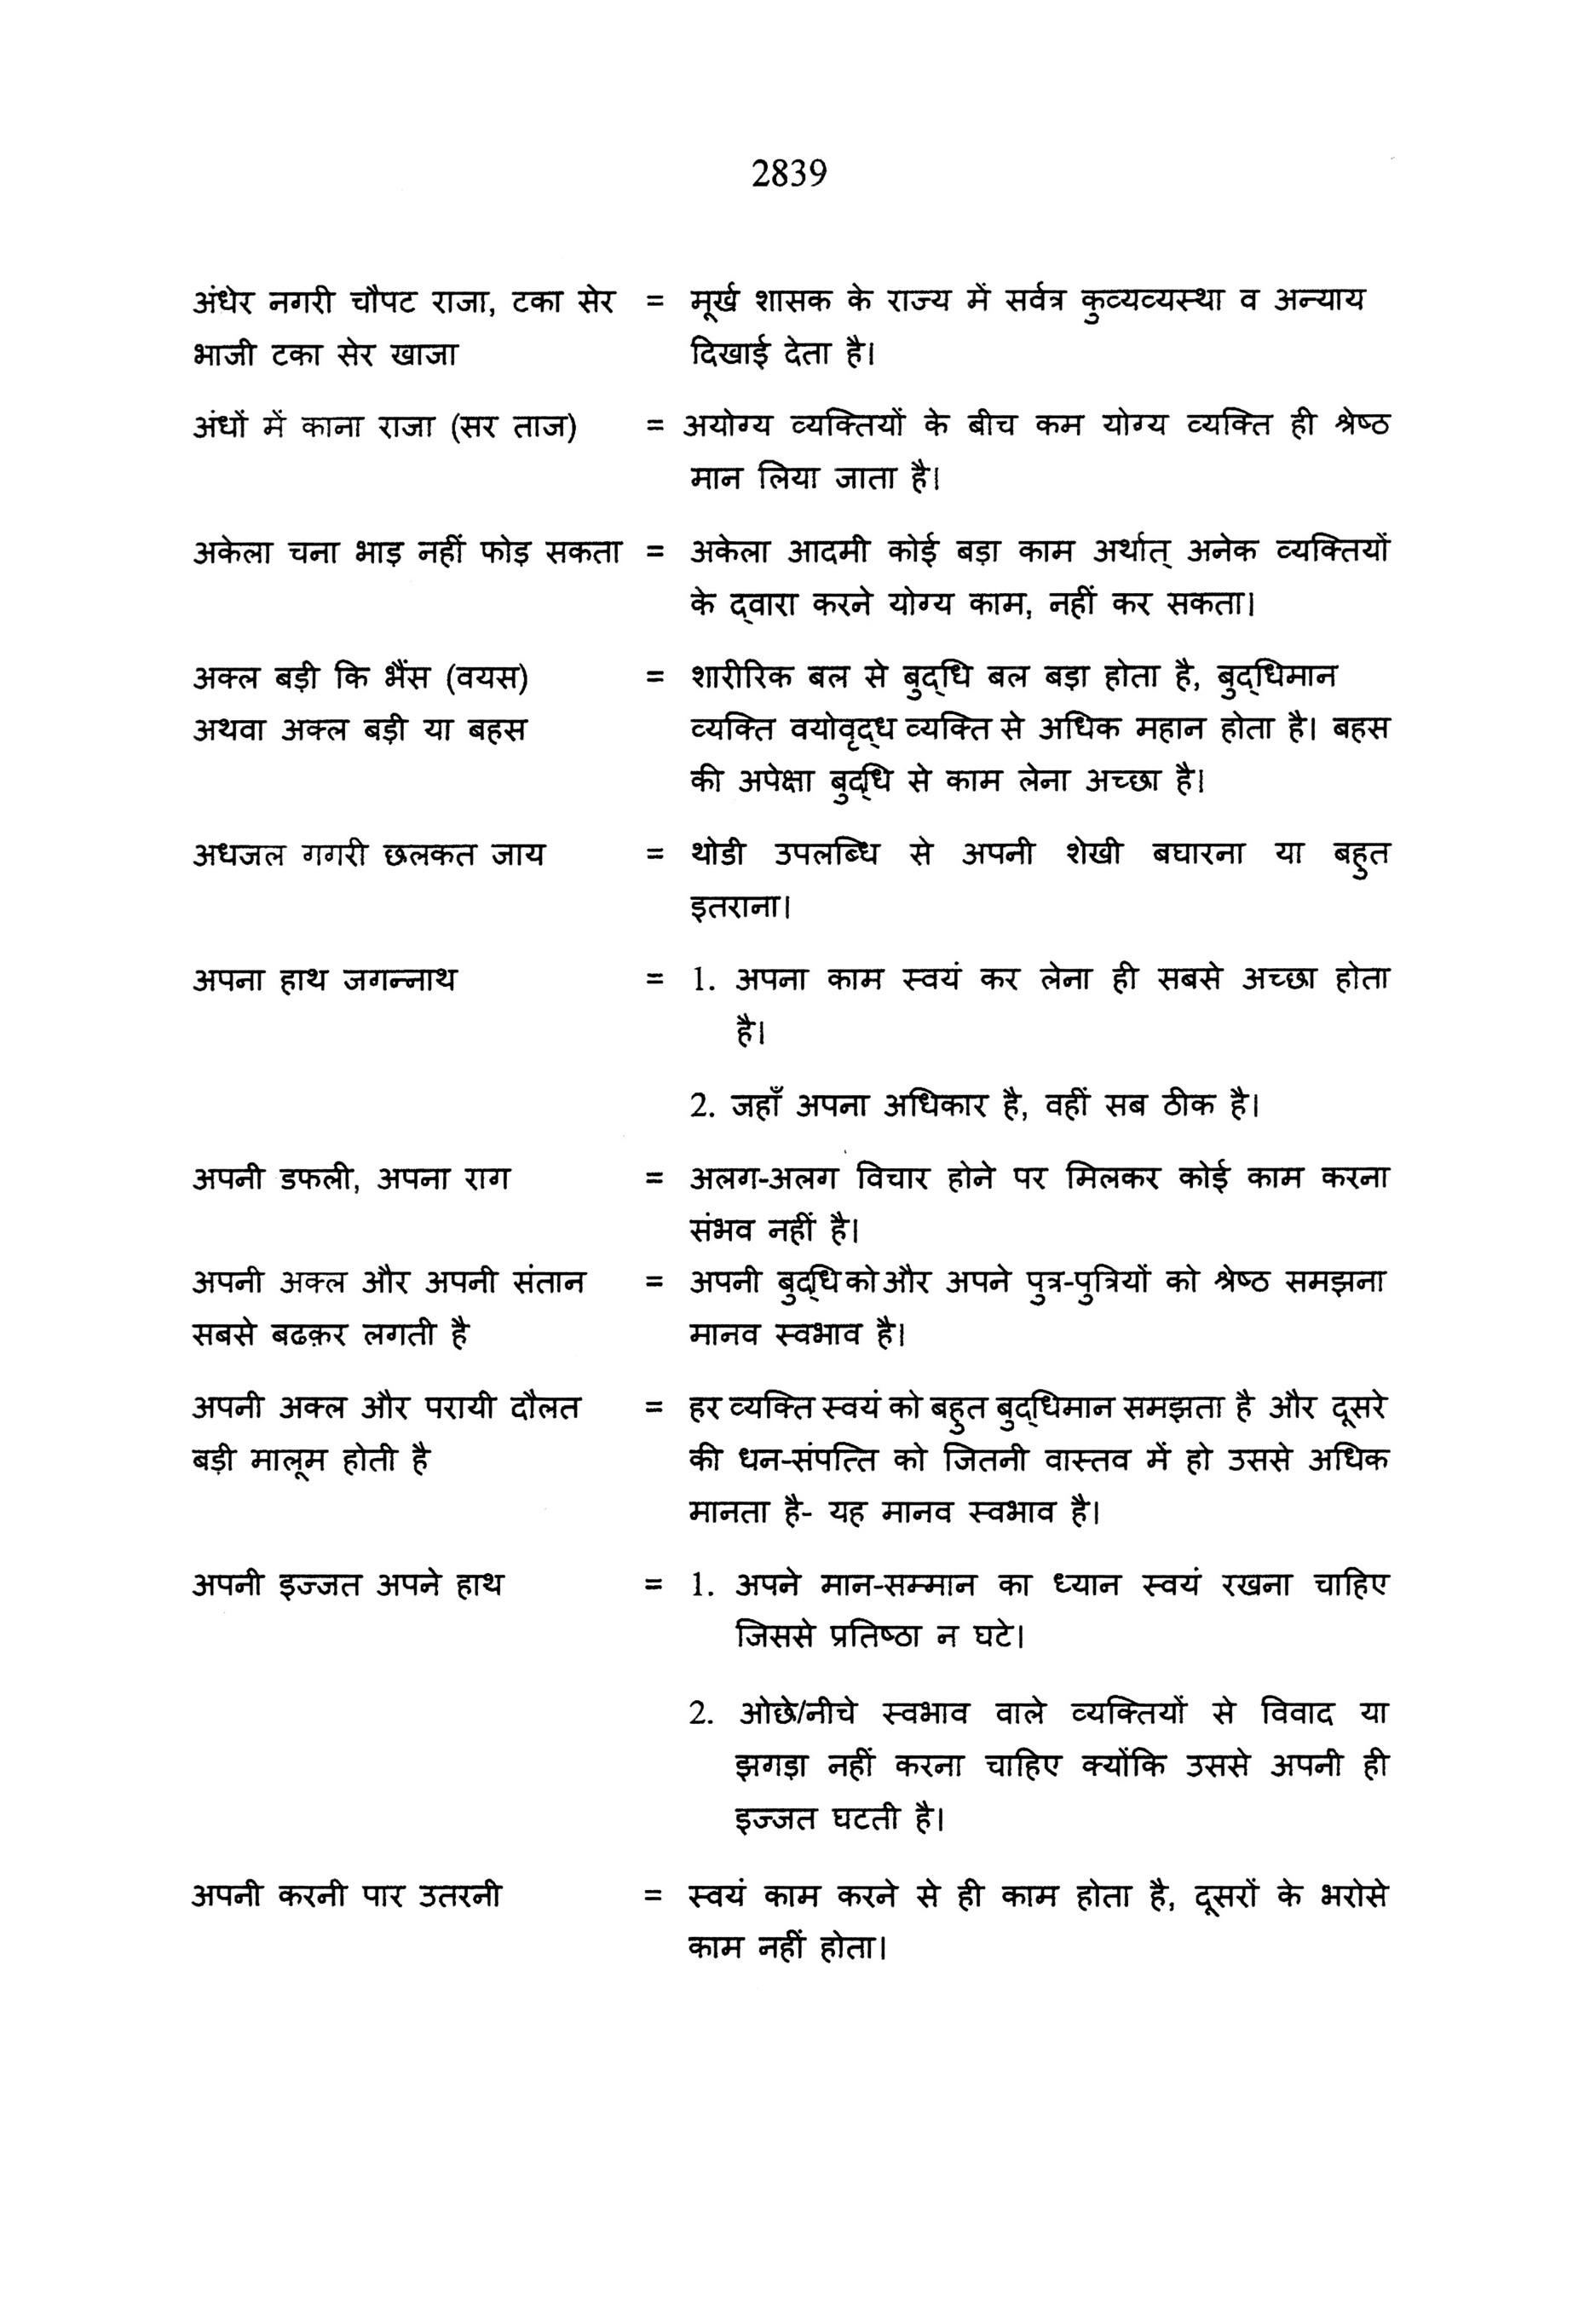 2839
अंधेर नगरी चौपट राजा, टका सेर = मूर्ख शासक के राज्य में सर्वत्र कुव्यव्यस्था व अन्याय
भाजी टका सेर खाजा दिखाई देता है।
अंधों में काना राजा (सर ताज) = अयोग्य व्यक्तियों के बीच कम योग्य व्यक्ति ही श्रेष्ठ
मान लिया जाता है।
अकेला चना भाड़ नहीं फोड़ सकता = अकेला आदमी कोई बड़ा काम अर्थात् अनेक व्यक्तियों
के द्वारा करने योग्य काम, नहीं कर सकता।
अक्ल बड़ी कि भैंस (वयस) = शारीरिक बल से बुद्धि बल बड़ा होता है, बुद्धिमान
अथवा अक्ल बड़ी या बहस व्यक्ति वयोवृद्ध व्यक्ति से अधिक महान होता है। बहस
की अपेक्षा बुद्धि से काम लेना अच्छा है।
अधजल गगरी छलकत जाय = थोडी उपलब्धि से अपनी शेखी बघारना या बहुत
इतराना।
अपना हाथ जगन्नाथ = 1. अपना काम स्वयं कर लेना ही सबसे अच्छा होता
है।
2. जहाँ अपना अधिकार है, वहीं सब ठीक है।
अपनी डफली, अपना राग = अलग-अलग विचार होने पर मिलकर कोई काम करना
संभव नहीं है।
अपनी अक्ल और अपनी संतान = अपनी बुद्धि को और अपने पुत्र-पुत्रियों को श्रेष्ठ समझना
सबसे बढक़र लगती है मानव स्वभाव है।
अपनी अक्ल और परायी दौलत = हर व्यक्ति स्वयं को बहुत बुद्धिमान समझता है और दूसरे
बड़ी मालूम होती है की धन-संपत्ति को जितनी वास्तव में हो उससे अधिक
मानता है- यह मानव स्वभाव है।
अपनी इज्जत अपने हाथ = 1. अपने मान-सम्मान का ध्यान स्वयं रखना चाहिए
जिससे प्रतिष्ठा न घटे।
2. ओछे/नीचे स्वभाव वाले व्यक्तियों से विवाद या
झगड़ा नहीं करना चाहिए क्योंकि उससे अपनी ही
इज्जत घटती है।
अपनी करनी पार उतरनी = स्वयं काम करने से ही काम होता है, दूसरों के भरोसे
काम नहीं होता।